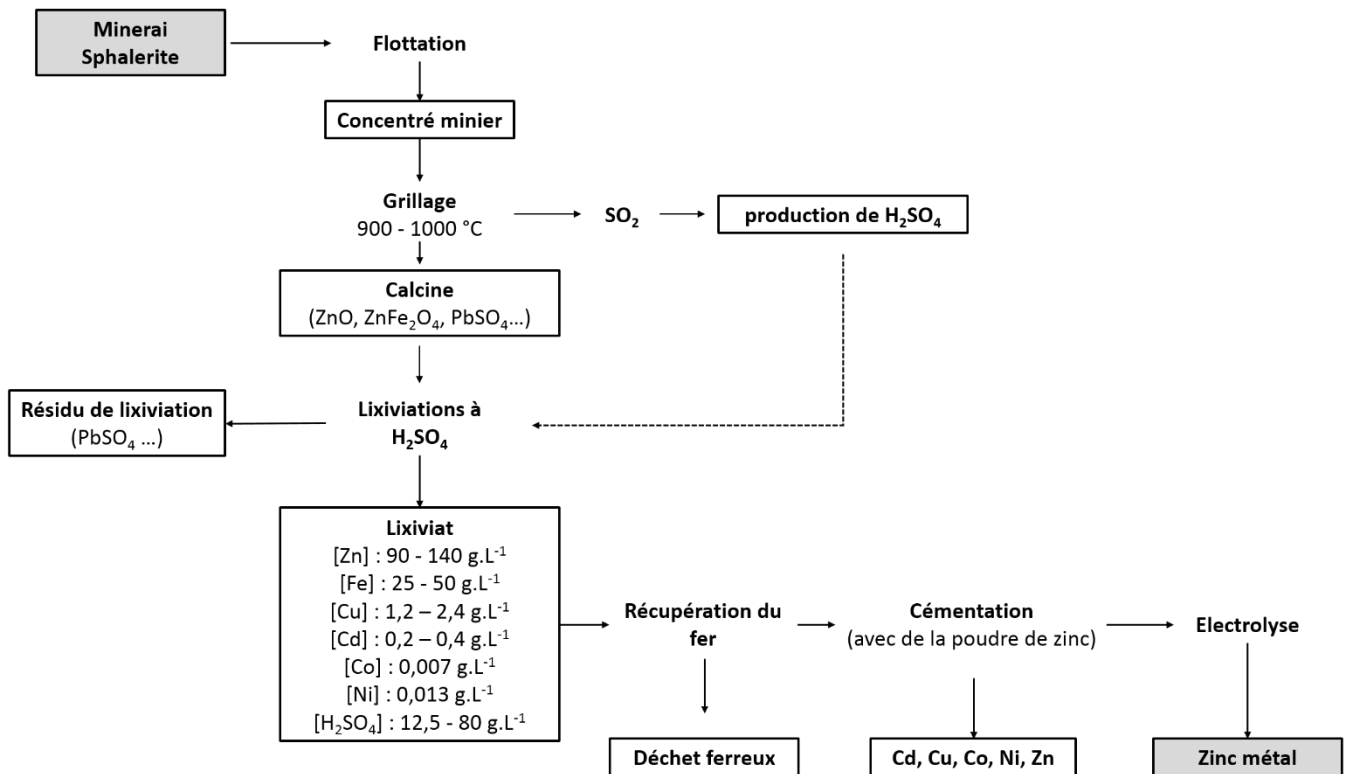 Minerai
Sphalerite
Flottation
Concentré minier
Grillage
900 - 1000 °C
SO₂
production de H₂SO₄
Calcine
(ZnO, ZnFe₂O₄, PbSO₄...)
Résidu de lixiviation
(PbSO₄ ...)
Lixiviations à
H₂SO₄
Lixiviat
[Zn] : 90 - 140 g.L⁻¹
[Fe] : 25 - 50 g.L⁻¹
[Cu] : 1,2 – 2,4 g.L⁻¹
[Cd] : 0,2 – 0,4 g.L⁻¹
[Co] : 0,007 g.L⁻¹
[Ni] : 0,013 g.L⁻¹
[H₂SO₄] : 12,5 - 80 g.L⁻¹
Récupération du
fer
Cémentation
(avec de la poudre de zinc)
Electrolyse
Déchet ferreux
Cd, Cu, Co, Ni, Zn
Zinc métal